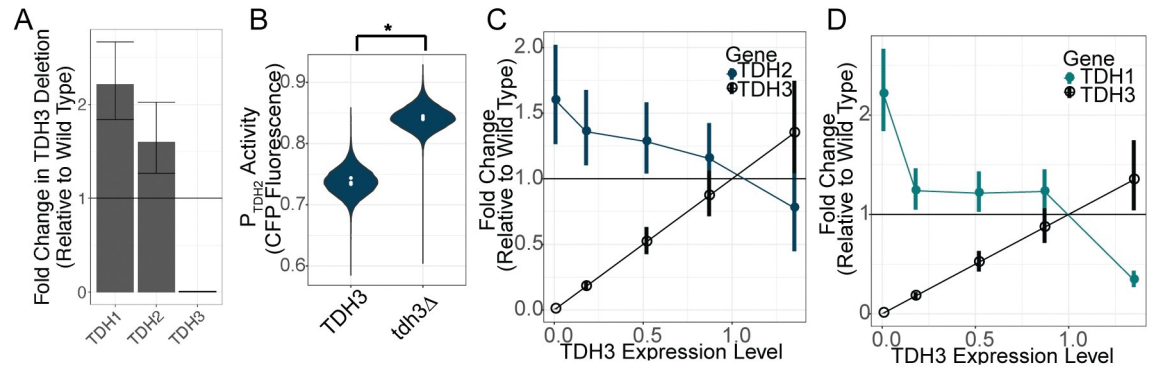 A
Fold Change in TDH3 Deletion
(Relative to Wild Type)
2
1
0
TDH1
TDH2
TDH3
B
*
P_TDH2 Activity
(CFP Fluorescence)
0.9
0.8
0.7
0.6
TDH3
tdh3Δ
C
Fold Change
(Relative to Wild Type)
2.0
1.5
1.0
0.5
0.0
Gene
TDH2
TDH3
0.0 0.5 1.0
TDH3 Expression Level
D
Fold Change
(Relative to Wild Type)
2
1
0
Gene
TDH1
TDH3
0.0 0.5 1.0
TDH3 Expression Level